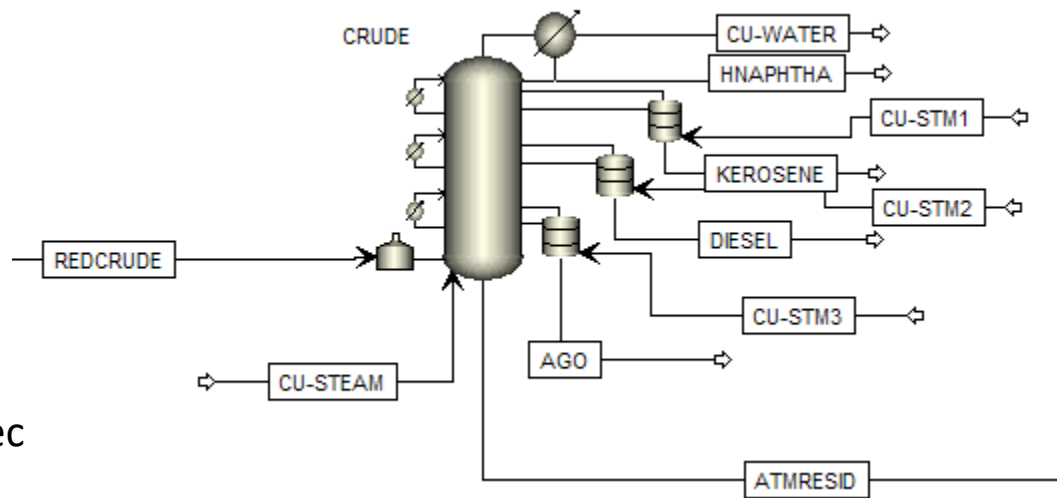 CRUDE
CU-WATER
HNAPHTHA
CU-STM1
KEROSENE
CU-STM2
DIESEL
REDCRUDE
CU-STM3
AGO
CU-STEAM
ec
ATMRESID